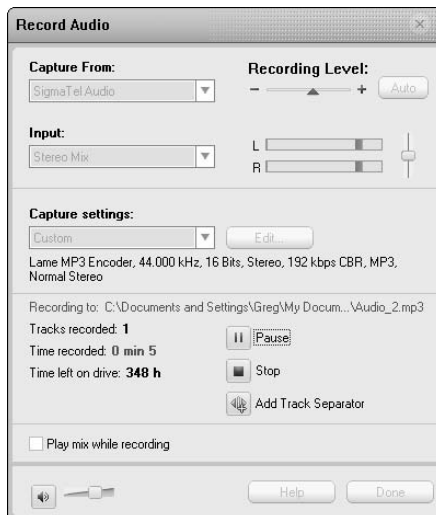 Record Audio
Capture From:
SigmaTel Audio
Recording Level:
- + Auto
Input:
Stereo Mix
L
R
Capture settings:
Custom
Edit...
Lame MP3 Encoder, 44.000 kHz, 16 Bits, Stereo, 192 kbps CBR, MP3,
Normal Stereo
Recording to: C:\Documents and Settings\Greg\My Docum...\Audio_2.mp3
Tracks recorded: 1
Time recorded: 0 min 5
Time left on drive: 348 h
Pause
Stop
Add Track Separator
Play mix while recording
Help
Done